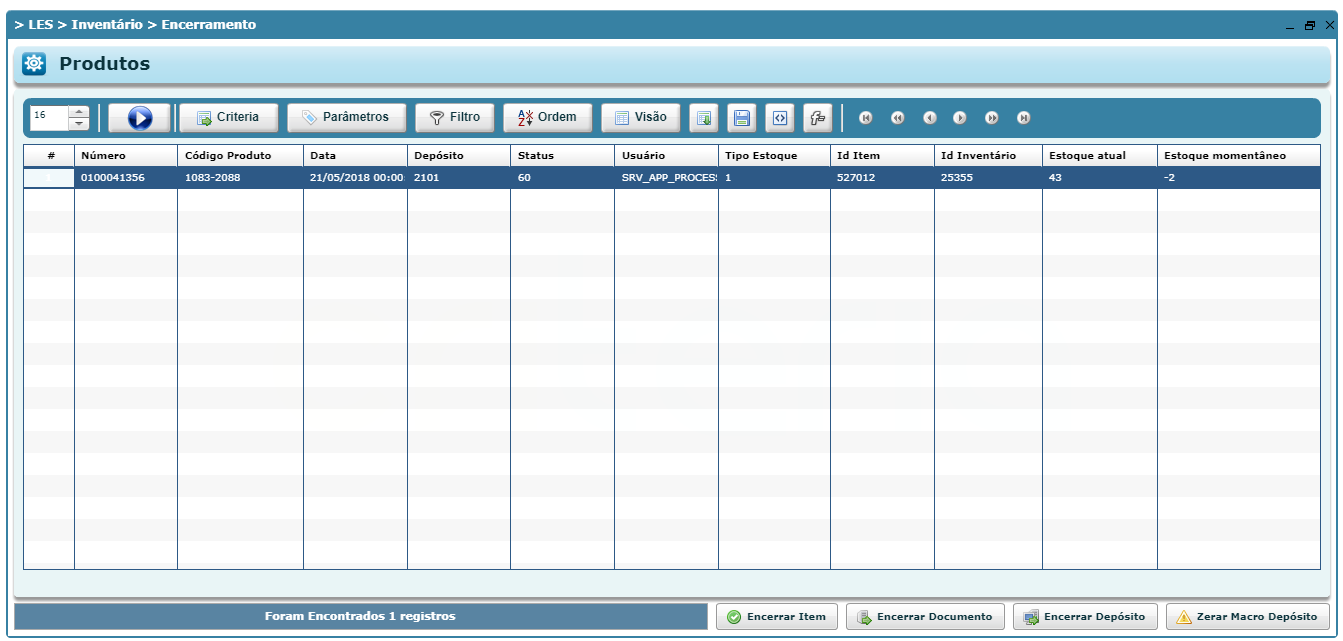 > LES > Inventário > Encerramento
Produtos
16 Criteria Parâmetros Filtro Ordem Visão
# Número Código Produto Data Depósito Status Usuário Tipo Estoque Id Item Id Inventário Estoque atual Estoque momentâneo
0100041356 1083-2088 21/05/2018 00:00 2101 60 SRV_APP_PROCES 1 527012 25355 43 -2
Foram Encontrados 1 registros Encerrar Item Encerrar Documento Encerrar Depósito Zerar Macro Depósito